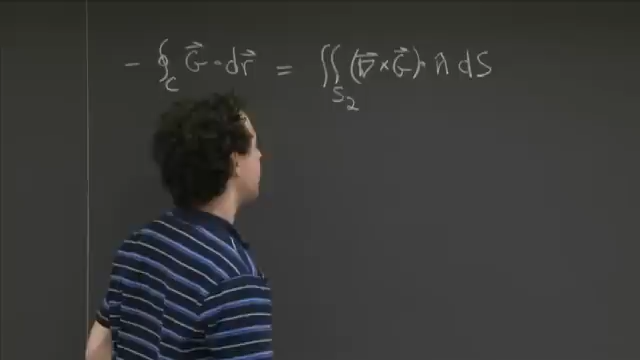 - ∮_C G⃗ · dr⃗ = ∬_{S_2} (∇⃗ × G⃗) · n̂ dS